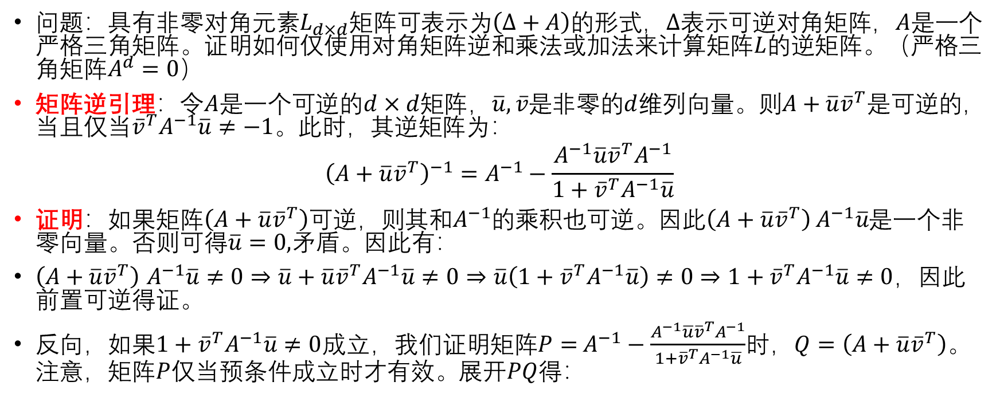 • 问题：具有非零对角元素$L_{d×d}$矩阵可表示为$(Δ + A)$的形式，Δ表示可逆对角矩阵，$A$是一个
严格三角矩阵。证明如何仅使用对角矩阵逆和乘法或加法来计算矩阵$L$的逆矩阵。（严格三
角矩阵$A^d = 0$）
• 矩阵逆引理：令$A$是一个可逆的$d × d$矩阵，$\bar{u}, \bar{v}$是非零的$d$维列向量。则$A + \bar{u}\bar{v}^T$是可逆的，
当且仅当$\bar{v}^T A^{-1}\bar{u} ≠ -1$。此时，其逆矩阵为：
$(A + \bar{u}\bar{v}^T)^{-1} = A^{-1} - \frac{A^{-1}\bar{u}\bar{v}^T A^{-1}}{1 + \bar{v}^T A^{-1}\bar{u}}$
• 证明：如果矩阵$(A + \bar{u}\bar{v}^T)$可逆，则其和$A^{-1}$的乘积也可逆。因此$(A + \bar{u}\bar{v}^T) A^{-1}\bar{u}$是一个非
零向量。否则可得$\bar{u} = 0$,矛盾。因此有：
• $(A + \bar{u}\bar{v}^T) A^{-1}\bar{u} ≠ 0 ⇒ \bar{u} + \bar{u}\bar{v}^T A^{-1}\bar{u} ≠ 0 ⇒ \bar{u}(1 + \bar{v}^T A^{-1}\bar{u}) ≠ 0 ⇒ 1 + \bar{v}^T A^{-1}\bar{u} ≠ 0$，因此
前置可逆得证。
• 反向，如果$1 + \bar{v}^T A^{-1}\bar{u} ≠ 0$成立，我们证明矩阵$P = A^{-1} - \frac{A^{-1}\bar{u}\bar{v}^T A^{-1}}{1+\bar{v}^T A^{-1}\bar{u}}$时，$Q = (A + \bar{u}\bar{v}^T)$。
注意，矩阵$P$仅当预条件成立时才有效。展开$PQ$得：